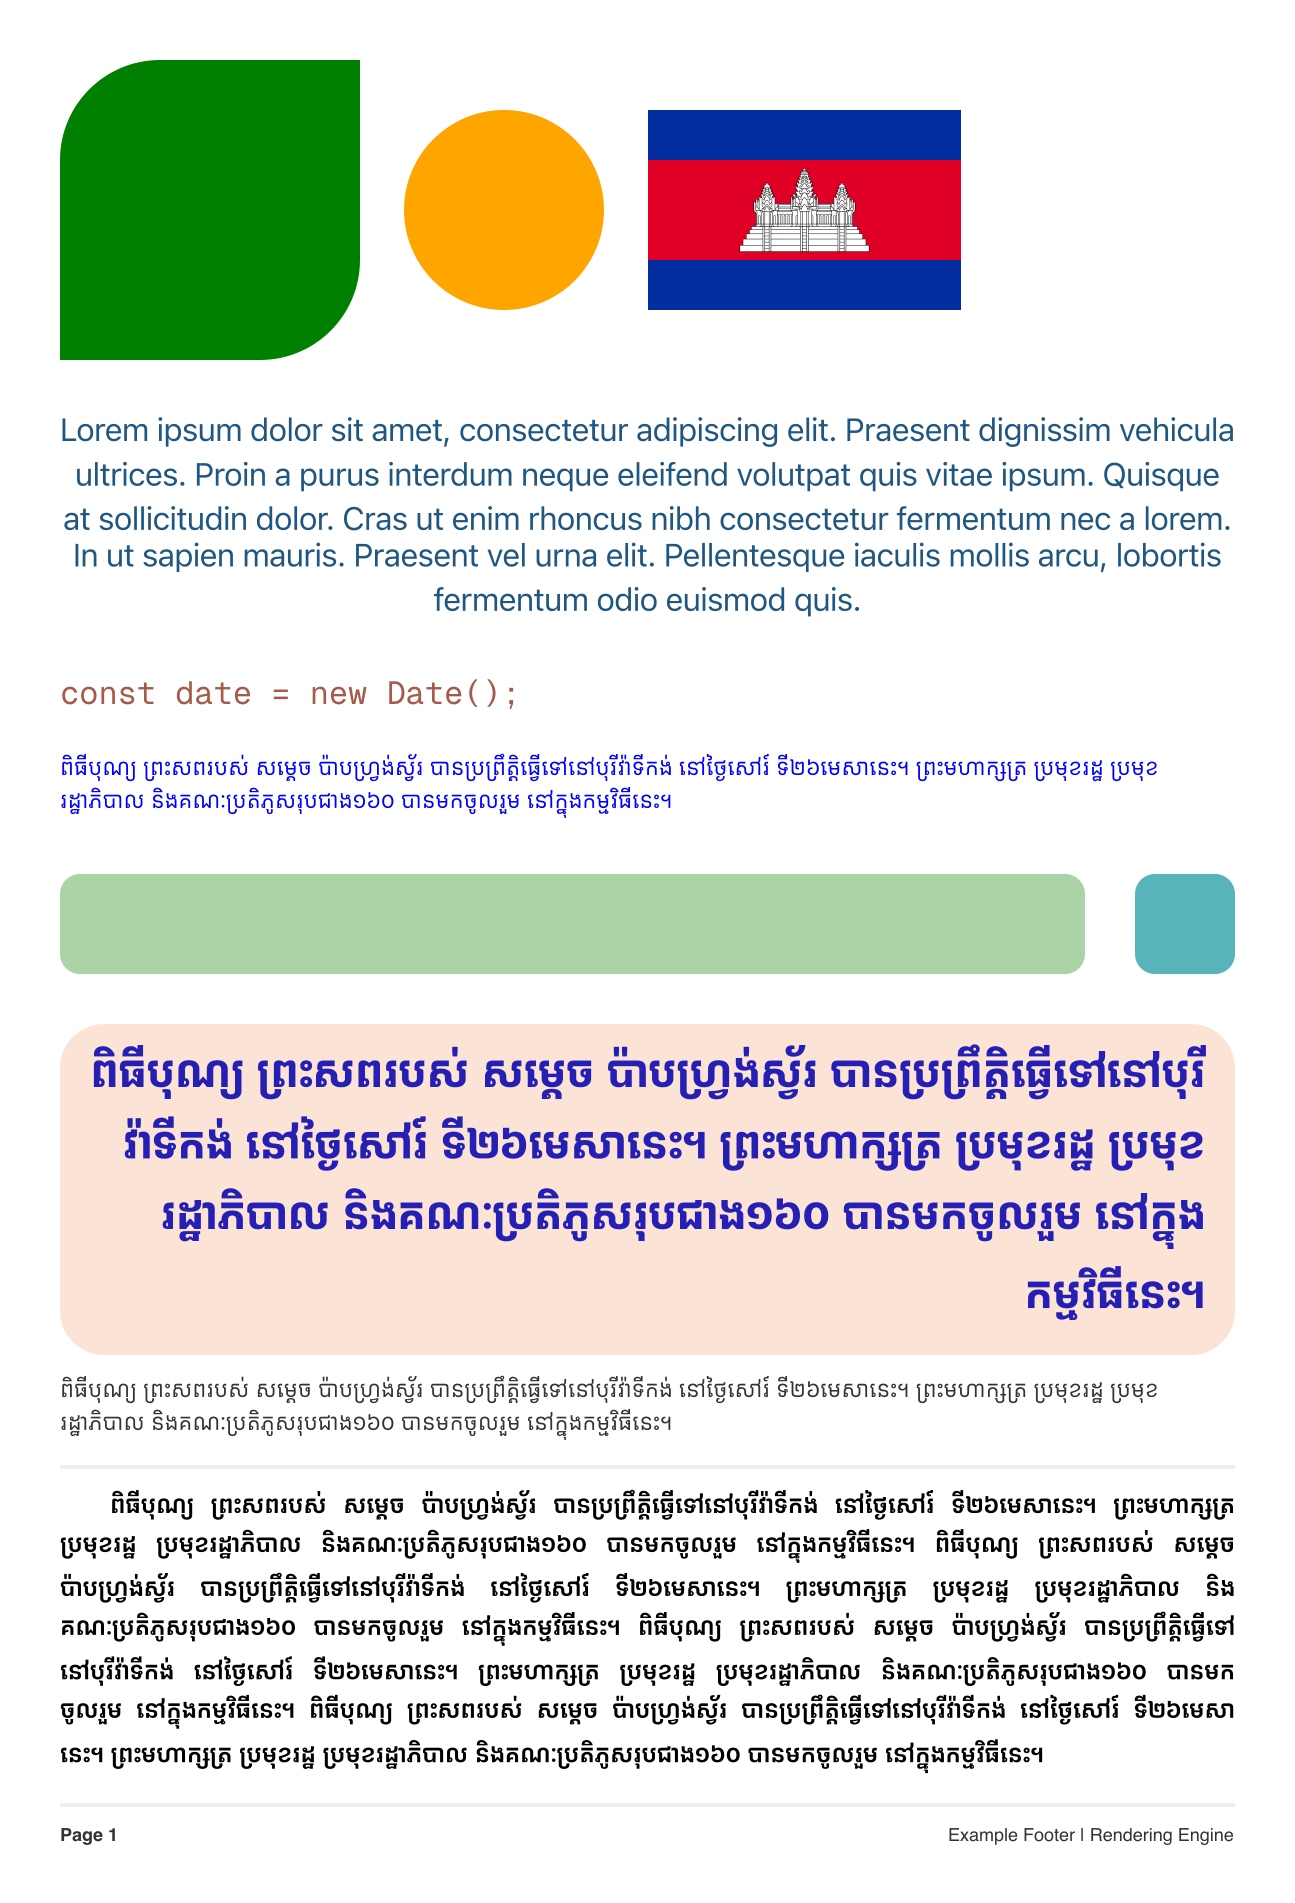 Lorem ipsum dolor sit amet, consectetur adipiscing elit. Praesent dignissim vehicula
ultrices. Proin a purus interdum neque eleifend volutpat quis vitae ipsum. Quisque
at sollicitudin dolor. Cras ut enim rhoncus nibh consectetur fermentum nec a lorem.
In ut sapien mauris. Praesent vel urna elit. Pellentesque iaculis mollis arcu, lobortis
fermentum odio euismod quis.
const date = new Date();
ពិធីបុណ្យ ព្រះសពរបស់ សម្ដេច ប៉ាបហ្វ្រង់ស្វ័រ បានប្រព្រឹត្តិធ្វើទៅនៅបុរីវ៉ាទីកង់ នៅថ្ងៃសៅរ៍ ទី២៦មេសានេះ។ ព្រះមហាក្សត្រ ប្រមុខរដ្ឋ ប្រមុខ
រដ្ឋាភិបាល និងគណៈប្រតិភូសរុបជាង១៦០ បានមកចូលរួម នៅក្នុងកម្មវិធីនេះ។
ពិធីបុណ្យ ព្រះសពរបស់ សម្ដេច ប៉ាបហ្វ្រង់ស្វ័រ បានប្រព្រឹត្តិធ្វើទៅនៅបុរី
វ៉ាទីកង់ នៅថ្ងៃសៅរ៍ ទី២៦មេសានេះ។ ព្រះមហាក្សត្រ ប្រមុខរដ្ឋ ប្រមុខ
រដ្ឋាភិបាល និងគណៈប្រតិភូសរុបជាង១៦០ បានមកចូលរួម នៅក្នុង
កម្មវិធីនេះ។
ពិធីបុណ្យ ព្រះសពរបស់ សម្ដេច ប៉ាបហ្វ្រង់ស្វ័រ បានប្រព្រឹត្តិធ្វើទៅនៅបុរីវ៉ាទីកង់ នៅថ្ងៃសៅរ៍ ទី២៦មេសានេះ។ ព្រះមហាក្សត្រ ប្រមុខរដ្ឋ ប្រមុខ
រដ្ឋាភិបាល និងគណៈប្រតិភូសរុបជាង១៦០ បានមកចូលរួម នៅក្នុងកម្មវិធីនេះ។
ពិធីបុណ្យ ព្រះសពរបស់ សម្ដេច ប៉ាបហ្វ្រង់ស្វ័រ បានប្រព្រឹត្តិធ្វើទៅនៅបុរីវ៉ាទីកង់ នៅថ្ងៃសៅរ៍ ទី២៦មេសានេះ។ ព្រះមហាក្សត្រ
ប្រមុខរដ្ឋ ប្រមុខរដ្ឋាភិបាល និងគណៈប្រតិភូសរុបជាង១៦០ បានមកចូលរួម នៅក្នុងកម្មវិធីនេះ។ ពិធីបុណ្យ ព្រះសពរបស់ សម្ដេច
ប៉ាបហ្វ្រង់ស្វ័រ បានប្រព្រឹត្តិធ្វើទៅនៅបុរីវ៉ាទីកង់ នៅថ្ងៃសៅរ៍ ទី២៦មេសានេះ។ ព្រះមហាក្សត្រ ប្រមុខរដ្ឋ ប្រមុខរដ្ឋាភិបាល និង
គណៈប្រតិភូសរុបជាង១៦០ បានមកចូលរួម នៅក្នុងកម្មវិធីនេះ។ ពិធីបុណ្យ ព្រះសពរបស់ សម្ដេច ប៉ាបហ្វ្រង់ស្វ័រ បានប្រព្រឹត្តិធ្វើទៅ
នៅបុរីវ៉ាទីកង់ នៅថ្ងៃសៅរ៍ ទី២៦មេសានេះ។ ព្រះមហាក្សត្រ ប្រមុខរដ្ឋ ប្រមុខរដ្ឋាភិបាល និងគណៈប្រតិភូសរុបជាង១៦០ បានមក
ចូលរួម នៅក្នុងកម្មវិធីនេះ។ ពិធីបុណ្យ ព្រះសពរបស់ សម្ដេច ប៉ាបហ្វ្រង់ស្វ័រ បានប្រព្រឹត្តិធ្វើទៅនៅបុរីវ៉ាទីកង់ នៅថ្ងៃសៅរ៍ ទី២៦មេសា
នេះ។ ព្រះមហាក្សត្រ ប្រមុខរដ្ឋ ប្រមុខរដ្ឋាភិបាល និងគណៈប្រតិភូសរុបជាង១៦០ បានមកចូលរួម នៅក្នុងកម្មវិធីនេះ។
Page 1
Example Footer | Rendering Engine